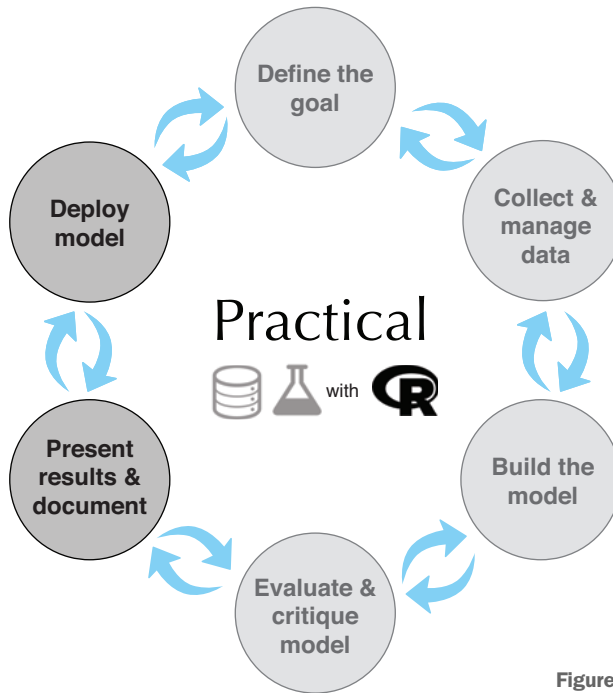 Define the
goal
Deploy
model
Collect &
manage
data
Practical
with R
Present
results &
document
Build the
model
Evaluate &
critique
model
Figure